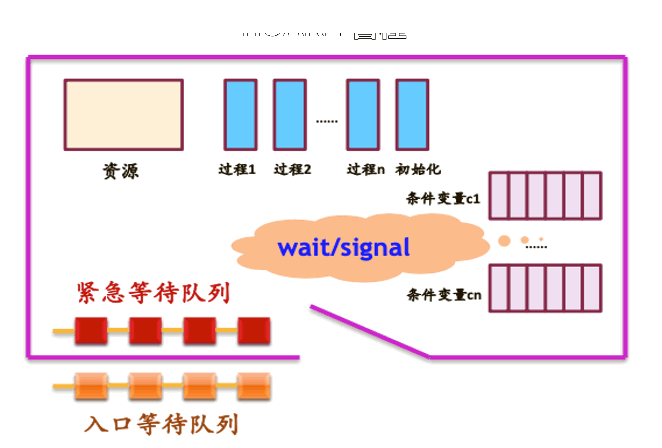 资源
过程1
过程2
......
过程n
初始化
条件变量c1
wait/signal
......
条件变量cn
紧急等待队列
入口等待队列